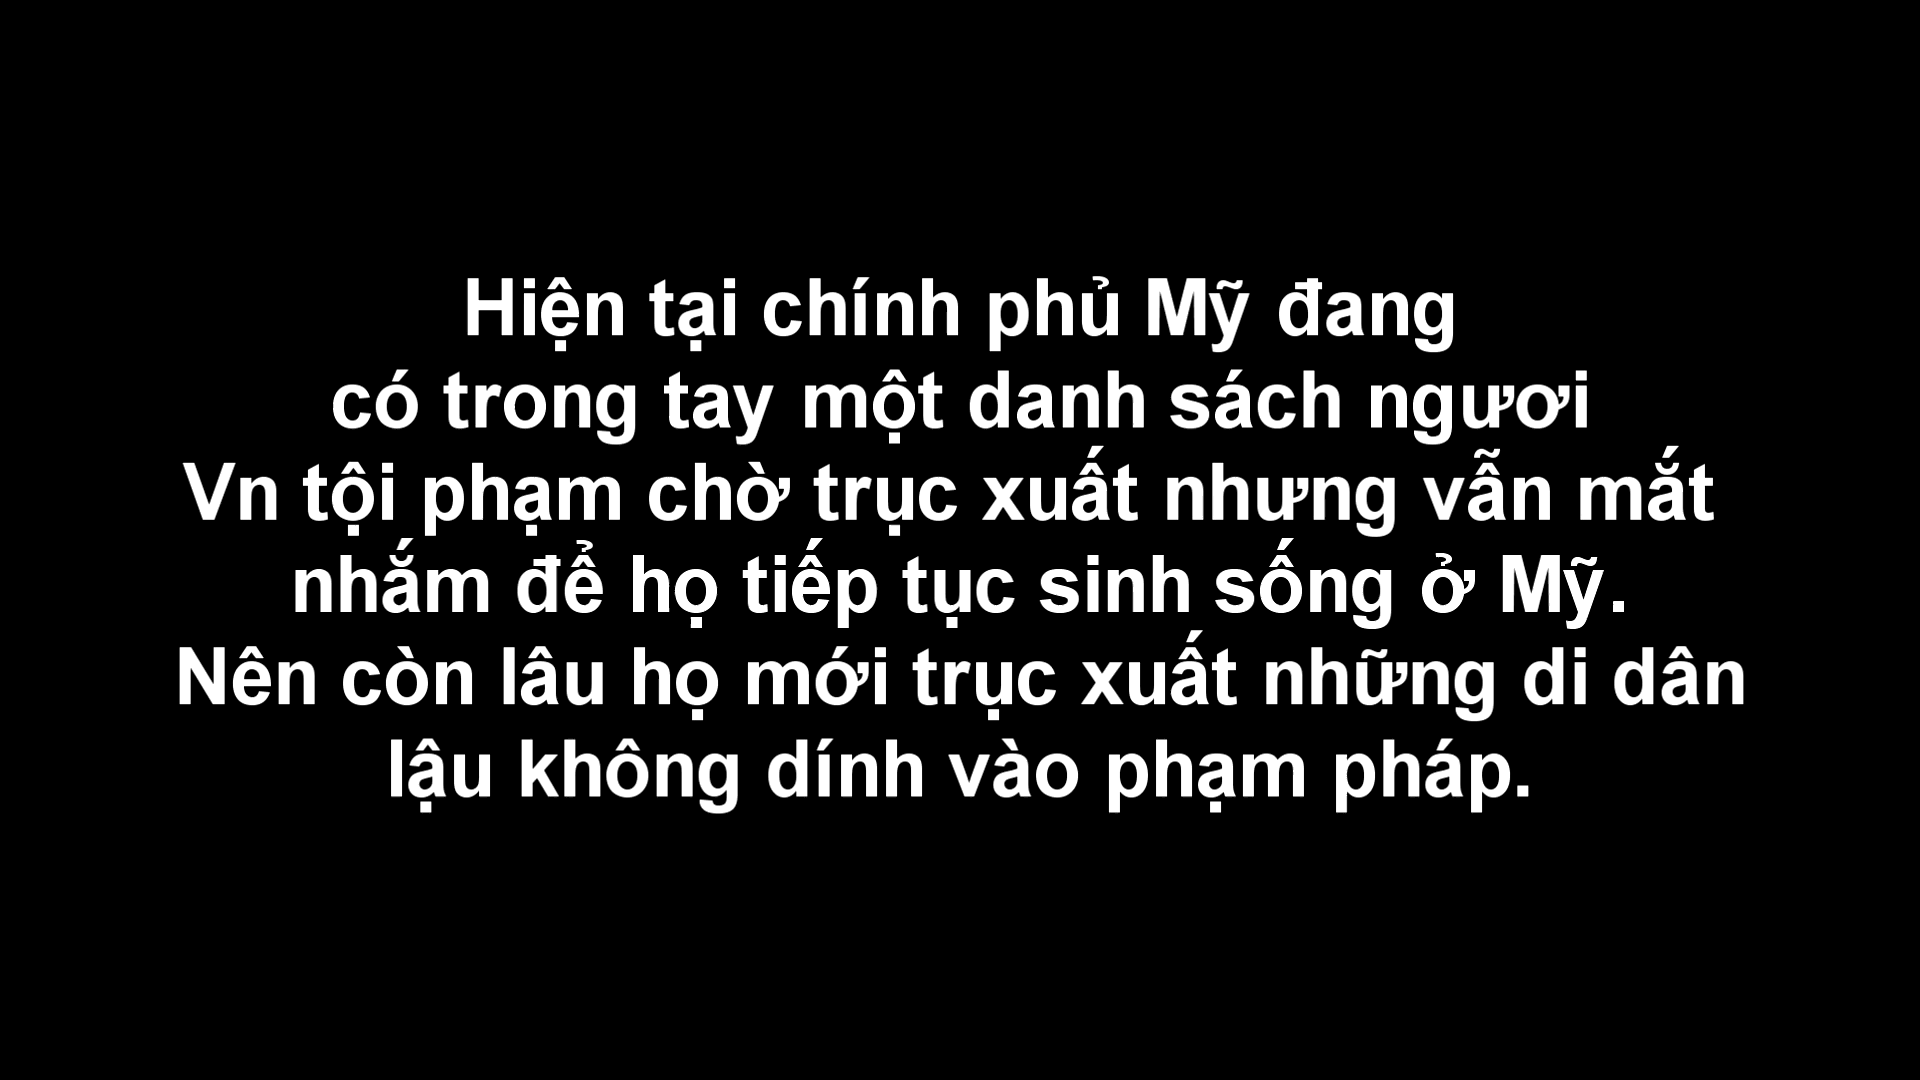 Hiện tại chính phủ Mỹ đang
có trong tay một danh sách ngươi
Vn tội phạm chờ trục xuất nhưng vẫn mắt
nhắm để họ tiếp tục sinh sống ở Mỹ.
Nên còn lâu họ mới trục xuất những di dân
lậu không dính vào phạm pháp.